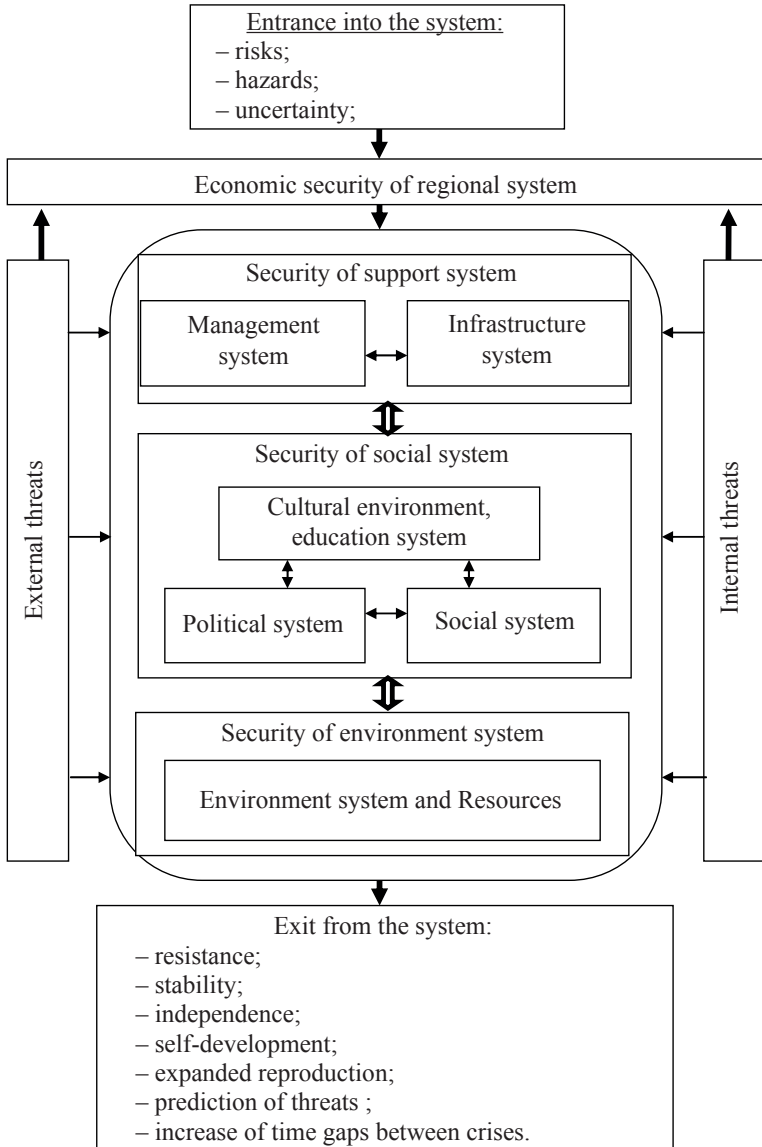 Entrance into the system:
– risks;
– hazards;
– uncertainty;
Economic security of regional system
External threats
Security of support system
Management
system
Infrastructure
system
Security of social system
Cultural environment,
education system
Political system
Social system
Security of environment system
Environment system and Resources
Internal threats
Exit from the system:
– resistance;
– stability;
– independence;
– self-development;
– expanded reproduction;
– prediction of threats ;
– increase of time gaps between crises.